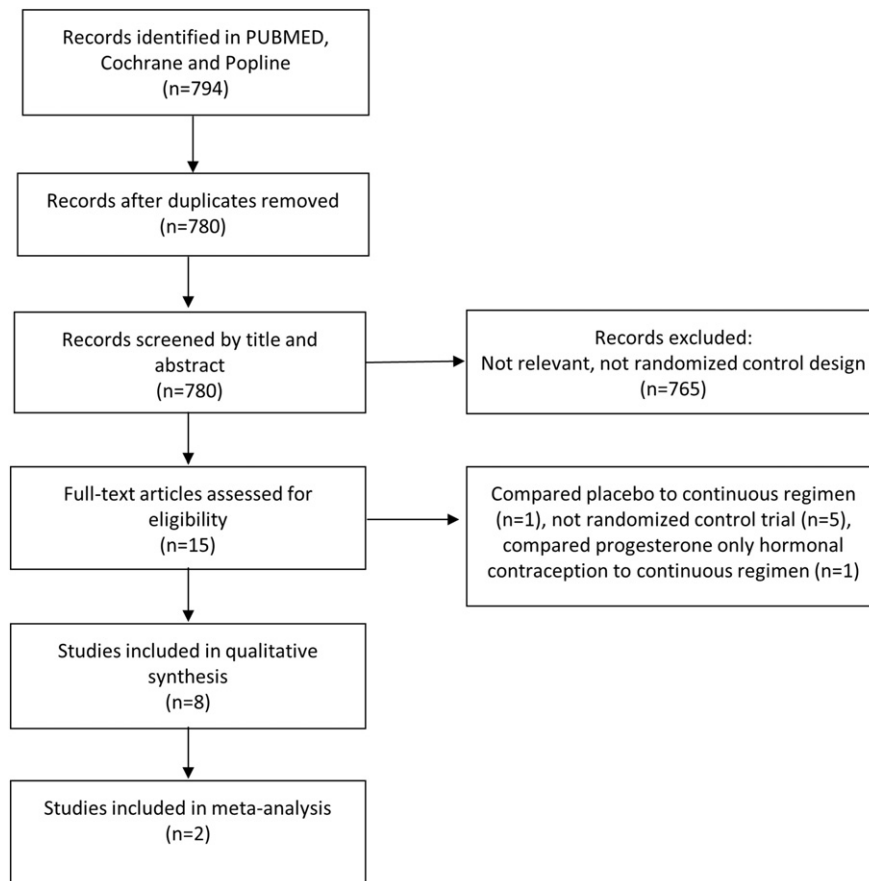 Records identified in PUBMED,
Cochrane and Popline
(n=794)
Records after duplicates removed
(n=780)
Records screened by title and
abstract
(n=780)
Records excluded:
Not relevant, not randomized control design
(n=765)
Full-text articles assessed for
eligibility
(n=15)
Compared placebo to continuous regimen
(n=1), not randomized control trial (n=5),
compared progesterone only hormonal
contraception to continuous regimen (n=1)
Studies included in qualitative
synthesis
(n=8)
Studies included in meta-analysis
(n=2)